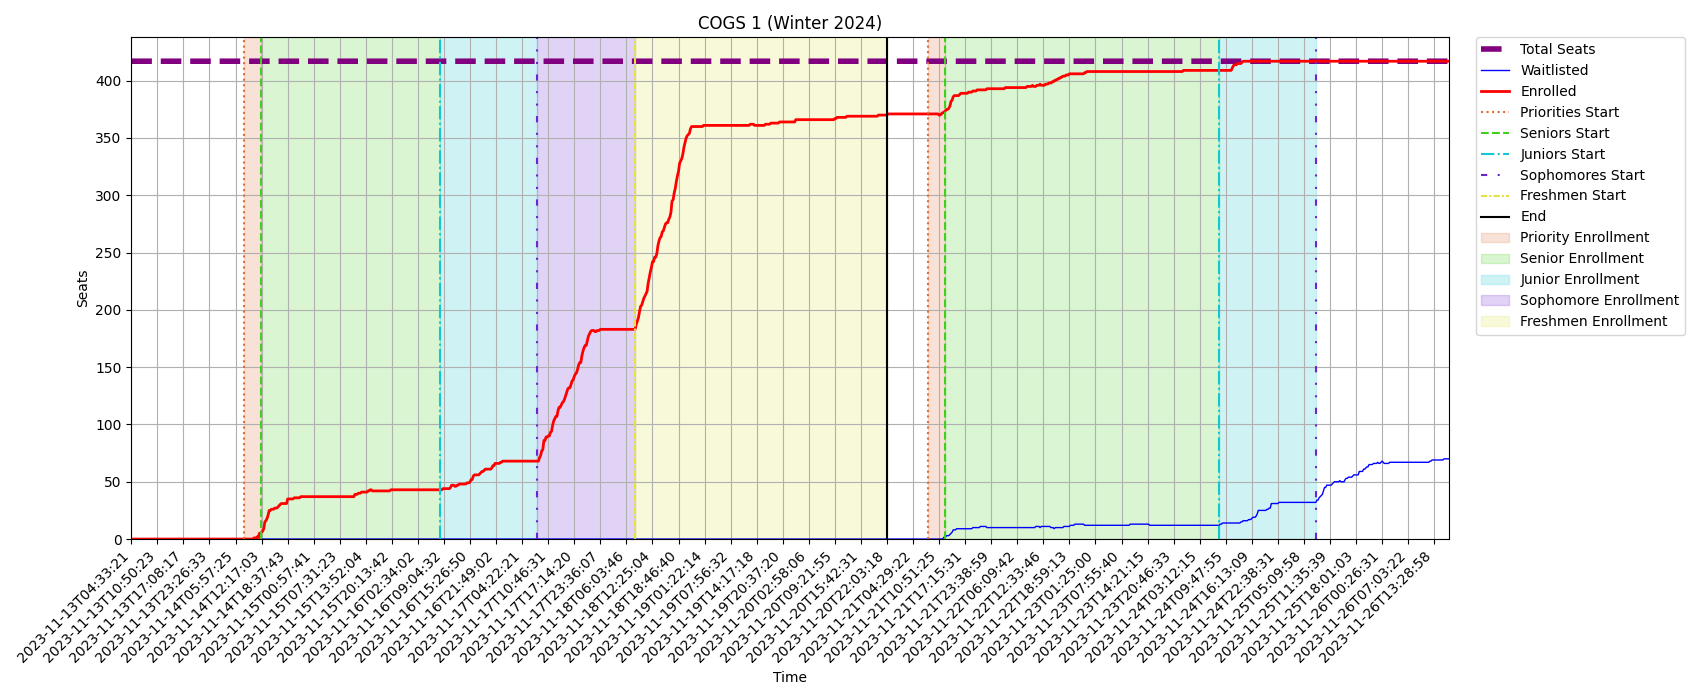 COGS 1 (Winter 2024)
Total Seats
Waitlisted
Enrolled
Priorities Start
Seniors Start
Juniors Start
Sophomores Start
Freshmen Start
End
Priority Enrollment
Senior Enrollment
Junior Enrollment
Sophomore Enrollment
Freshmen Enrollment
Seats
400
350
300
250
200
150
100
50
0
2023-11-13T04:33:21
2023-11-13T10:50:23
2023-11-13T17:08:17
2023-11-13T23:26:33
2023-11-14T05:57:25
2023-11-14T12:17:03
2023-11-14T18:37:43
2023-11-15T00:57:41
2023-11-15T07:31:23
2023-11-15T13:52:04
2023-11-15T20:13:42
2023-11-16T02:34:02
2023-11-16T09:04:32
2023-11-16T15:26:50
2023-11-16T21:49:02
2023-11-17T04:22:21
2023-11-17T10:46:31
2023-11-17T17:14:20
2023-11-17T23:36:07
2023-11-18T06:03:46
2023-11-18T12:25:04
2023-11-18T18:46:40
2023-11-19T01:22:14
2023-11-19T07:56:32
2023-11-19T14:17:18
2023-11-19T20:37:20
2023-11-20T02:58:06
2023-11-20T09:21:55
2023-11-20T15:42:31
2023-11-20T22:03:18
2023-11-21T04:29:22
2023-11-21T10:51:25
2023-11-21T17:15:31
2023-11-21T23:38:59
2023-11-22T06:09:42
2023-11-22T12:33:46
2023-11-22T18:59:13
2023-11-23T01:25:00
2023-11-23T07:55:40
2023-11-23T14:21:15
2023-11-23T20:46:33
2023-11-24T03:12:15
2023-11-24T09:47:55
2023-11-24T16:13:09
2023-11-24T22:38:31
2023-11-25T05:09:58
2023-11-25T11:35:39
2023-11-25T18:01:03
2023-11-26T00:26:31
2023-11-26T07:03:22
2023-11-26T13:28:58
Time